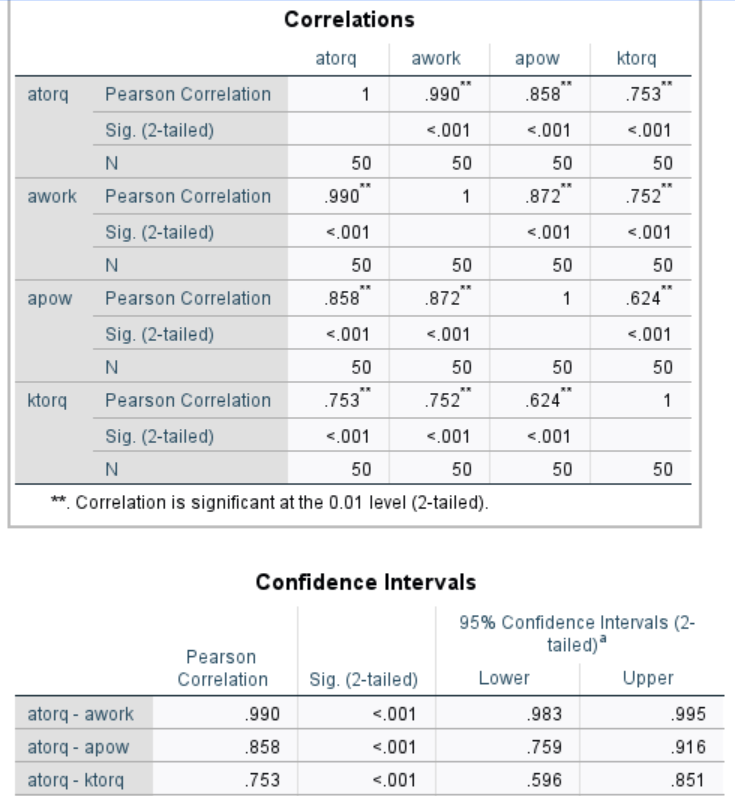 Correlations
atorq awork apow ktorq
atorq Pearson Correlation 1 .990** .858** .753**
Sig. (2-tailed) <.001 <.001 <.001
N 50 50 50 50
awork Pearson Correlation .990** 1 .872** .752**
Sig. (2-tailed) <.001 <.001 <.001
N 50 50 50 50
apow Pearson Correlation .858** .872** 1 .624**
Sig. (2-tailed) <.001 <.001 <.001
N 50 50 50 50
ktorq Pearson Correlation .753** .752** .624** 1
Sig. (2-tailed) <.001 <.001 <.001
N 50 50 50 50
**. Correlation is significant at the 0.01 level (2-tailed).
Confidence Intervals
95% Confidence Intervals (2-
tailed)a
Pearson
Correlation Sig. (2-tailed) Lower Upper
atorq - awork .990 <.001 .983 .995
atorq - apow .858 <.001 .759 .916
atorq - ktorq .753 <.001 .596 .851